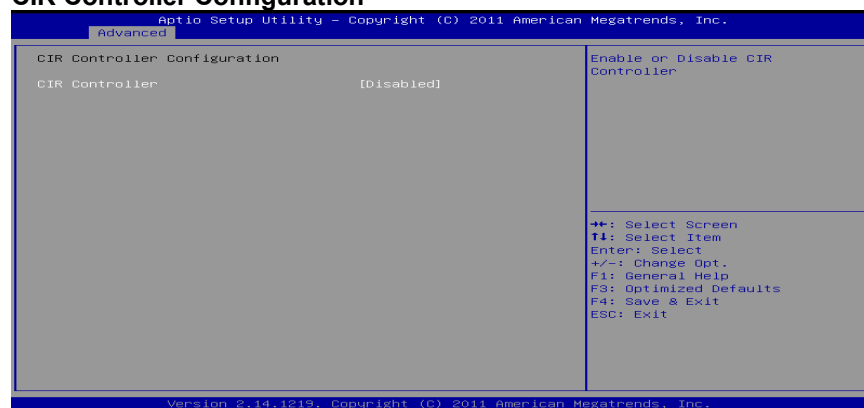 CIR Controller Configuration
Aptio Setup Utility – Copyright (C) 2011 American Megatrends, Inc.
Advanced
CIR Controller Configuration
CIR Controller [Disabled]
Enable or Disable CIR
Controller
→←: Select Screen
↑↓: Select Item
Enter: Select
+/-: Change Opt.
F1: General Help
F3: Optimized Defaults
F4: Save & Exit
ESC: Exit
Version 2.14.1219. Copyright (C) 2011 American Megatrends, Inc.